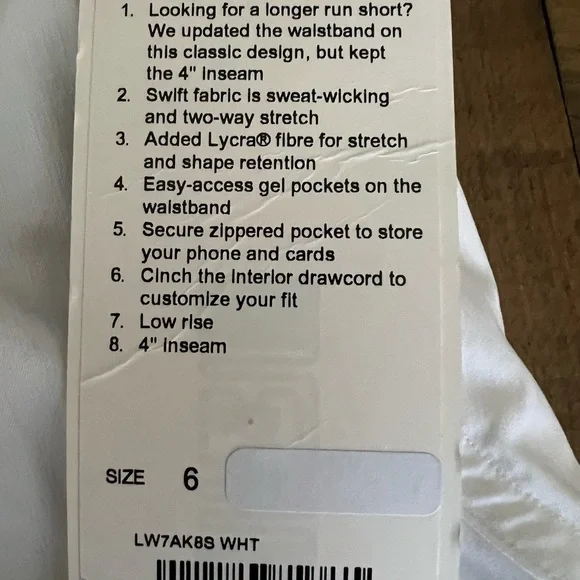 1. Looking for a longer run short?
We updated the waistband on
this classic design, but kept
the 4" inseam
2. Swift fabric is sweat-wicking
and two-way stretch
3. Added Lycra® fibre for stretch
and shape retention
4. Easy-access gel pockets on the
waistband
5. Secure zippered pocket to store
your phone and cards
6. Cinch the interior drawcord to
customize your fit
7. Low rise
8. 4" inseam
SIZE 6
LW7AK8S WHT